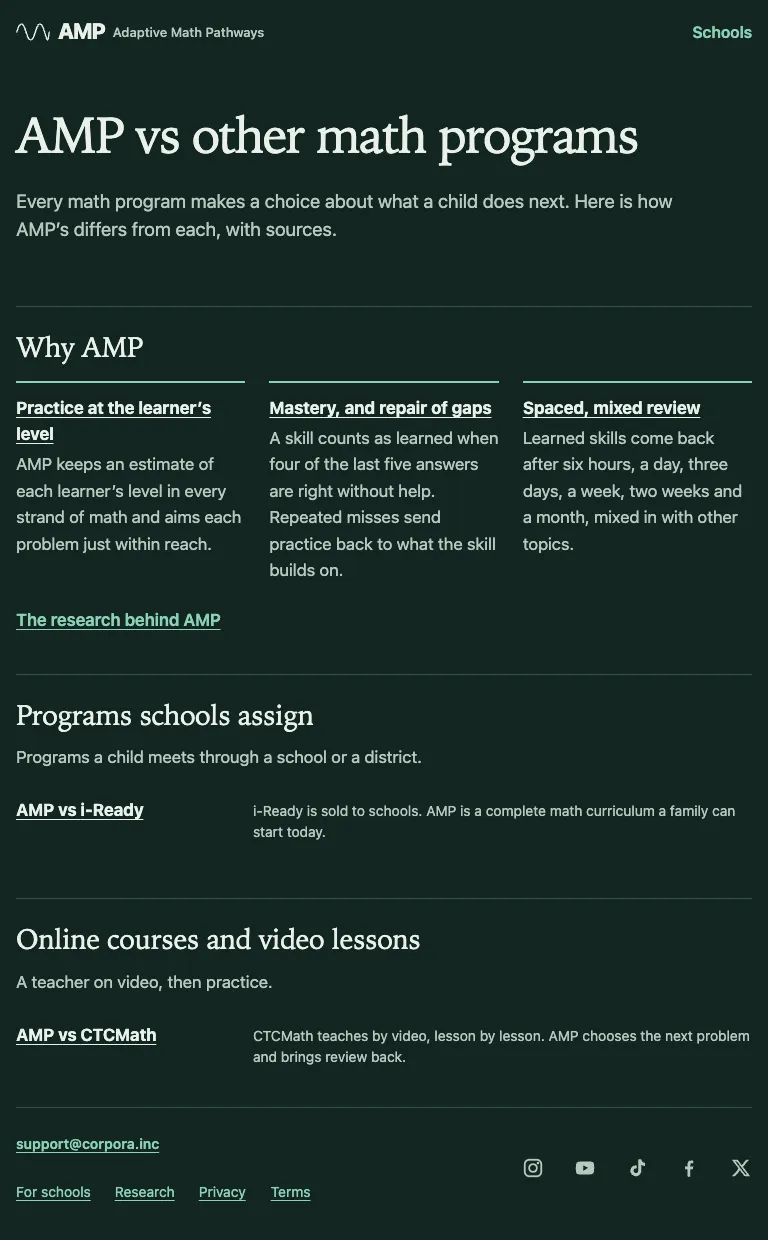 AMP Adaptive Math Pathways
Schools
AMP vs other math programs
Every math program makes a choice about what a child does next. Here is how
AMP’s differs from each, with sources.
Why AMP
Practice at the learner’s
level
AMP keeps an estimate of
each learner’s level in every
strand of math and aims each
problem just within reach.
Mastery, and repair of gaps
A skill counts as learned when
four of the last five answers
are right without help.
Repeated misses send
practice back to what the skill
builds on.
Spaced, mixed review
Learned skills come back
after six hours, a day, three
days, a week, two weeks and
a month, mixed in with other
topics.
The research behind AMP
Programs schools assign
Programs a child meets through a school or a district.
AMP vs i-Ready
i-Ready is sold to schools. AMP is a complete math curriculum a family can
start today.
Online courses and video lessons
A teacher on video, then practice.
AMP vs CTCMath
CTCMath teaches by video, lesson by lesson. AMP chooses the next problem
and brings review back.
support@corpora.inc
For schools Research Privacy Terms